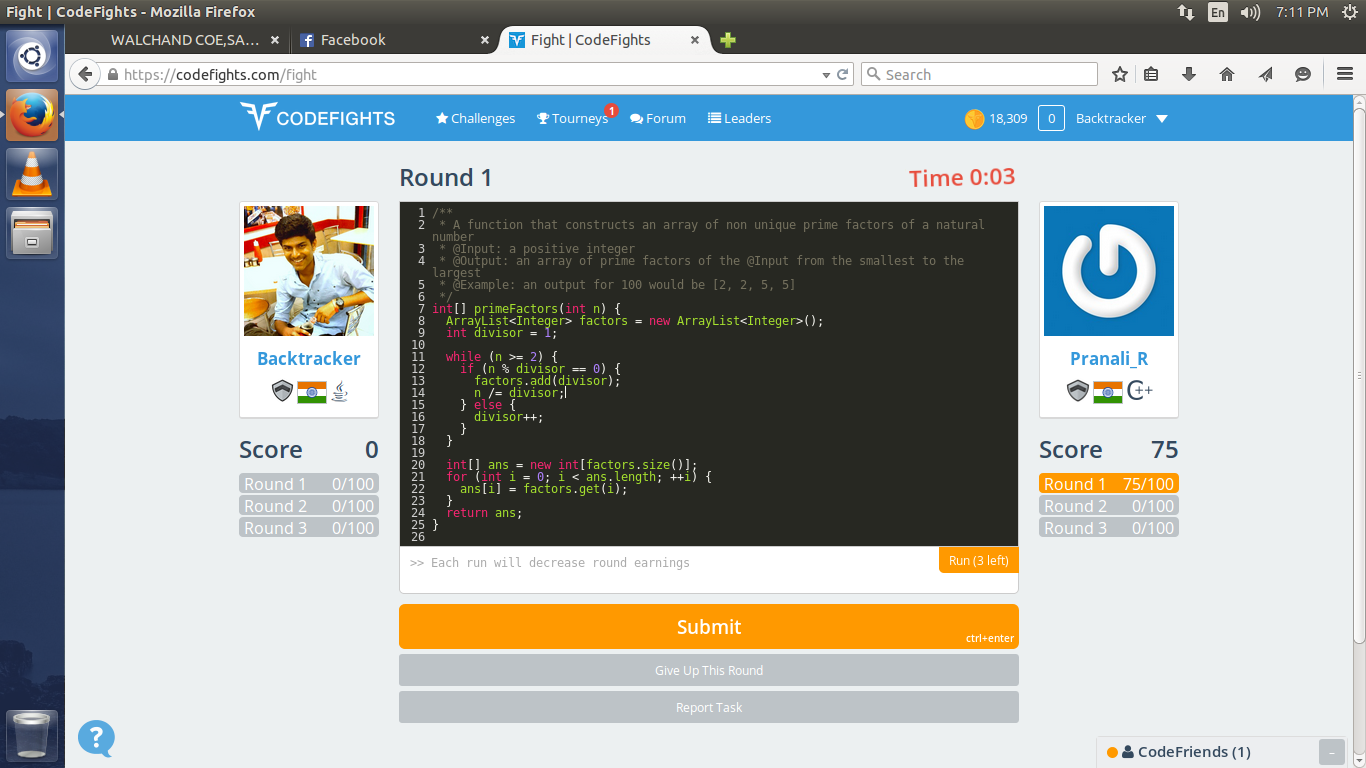 Fight | CodeFights - Mozilla Firefox
En
7:11 PM
WALCHAND COE,SA... ×
Facebook ×
Fight | CodeFights ×
https://codefights.com/fight
Search
CODEFIGHTS
Challenges
Tourneys
1
Forum
Leaders
18,309
0
Backtracker
Round 1
Time 0:03
1 /**
2  * A function that constructs an array of non unique prime factors of a natural
number
3  * @Input: a positive integer
4  * @Output: an array of prime factors of the @Input from the smallest to the
largest
5  * @Example: an output for 100 would be [2, 2, 5, 5]
6  */
7 int[] primeFactors(int n) {
8   ArrayList<Integer> factors = new ArrayList<Integer>();
9   int divisor = 1;
10
11   while (n >= 2) {
12     if (n % divisor == 0) {
13       factors.add(divisor);
14       n /= divisor;
15     } else {
16       divisor++;
17     }
18   }
19
20   int[] ans = new int[factors.size()];
21   for (int i = 0; i < ans.length; ++i) {
22     ans[i] = factors.get(i);
23   }
24   return ans;
25 }
26
>> Each run will decrease round earnings
Run (3 left)
Submit
ctrl+enter
Give Up This Round
Report Task
Backtracker
Score 0
Round 1 0/100
Round 2 0/100
Round 3 0/100
Pranali_R
C++
Score 75
Round 1 75/100
Round 2 0/100
Round 3 0/100
?
CodeFriends (1)
–